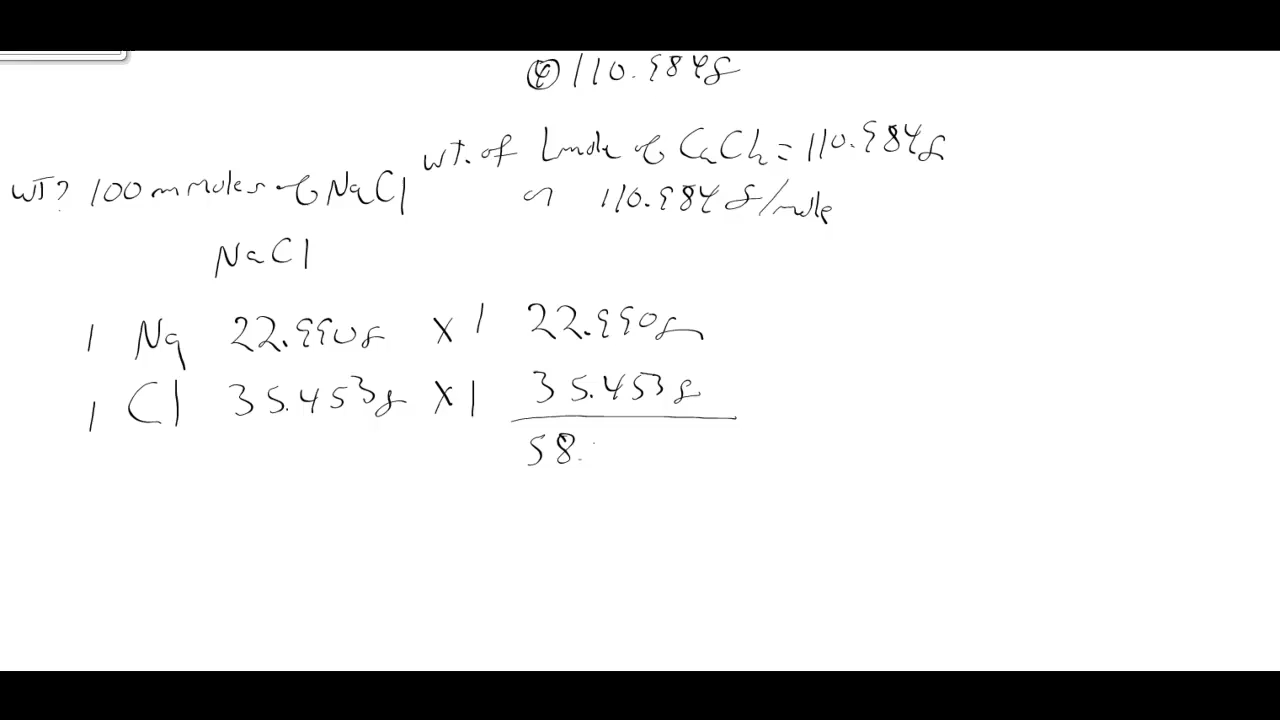 ④ 110.984g
wt. of 1 mole of CaCl2 = 110.984g
or 110.984 g/mole
WT? 100 mmoles of NaCl
NaCl
1 Na 22.990g x 1 22.990g
1 Cl 35.453g x 1 35.453g
58.